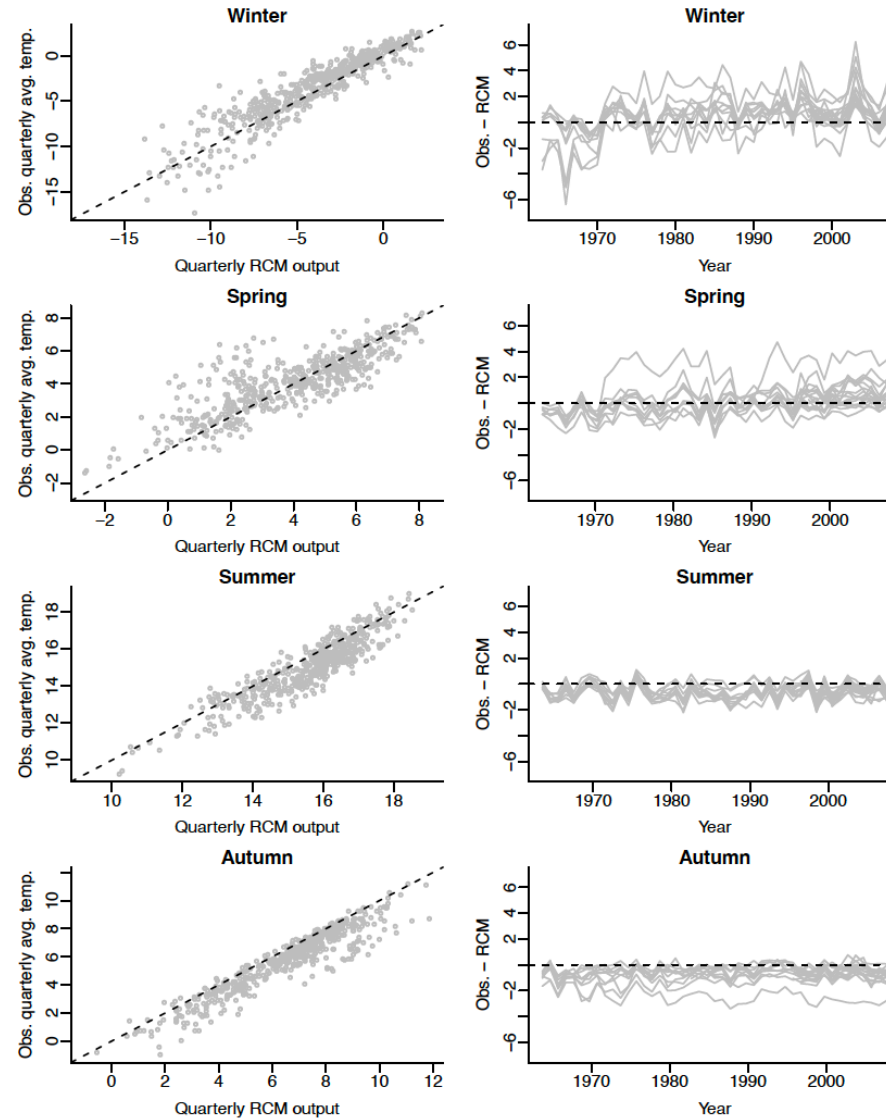 Winter
Obs. quarterly avg. temp.
0
−5
−10
−15
−15 −10 −5 0
Quarterly RCM output
Winter
Obs. − RCM
6
4
2
−2
−6
1970 1980 1990 2000
Year
Spring
Obs. quarterly avg. temp.
8
6
4
2
0
−2
−2 0 2 4 6 8
Quarterly RCM output
Spring
Obs. − RCM
6
4
2
−2
−6
1970 1980 1990 2000
Year
Summer
Obs. quarterly avg. temp.
18
16
14
12
10
10 12 14 16 18
Quarterly RCM output
Summer
Obs. − RCM
6
4
2
−2
−6
1970 1980 1990 2000
Year
Autumn
Obs. quarterly avg. temp.
10
8
6
4
2
0
0 2 4 6 8 10 12
Quarterly RCM output
Autumn
Obs. − RCM
6
4
2
−2
−6
1970 1980 1990 2000
Year